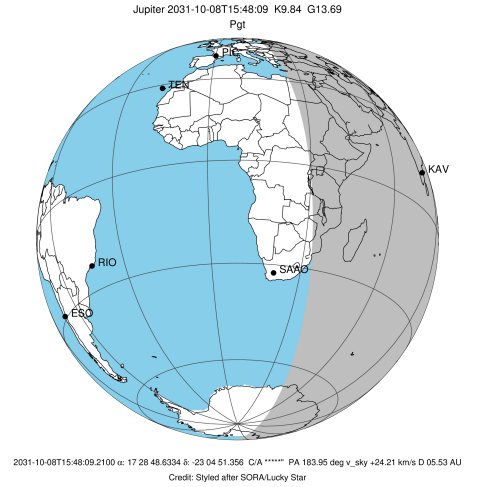 Jupiter 2031-10-08T15:48:09 K9.84 G13.69
Pgt
PIC
TEN
KAV
RIO
SAAO
ESO
2031-10-08T15:48:09.2100 α: 17 28 48.6334 δ: -23 04 51.356 C/A *****" PA 183.95 deg v_sky +24.21 km/s D 05.53 AU
Credit: Styled after SORA/Lucky Star